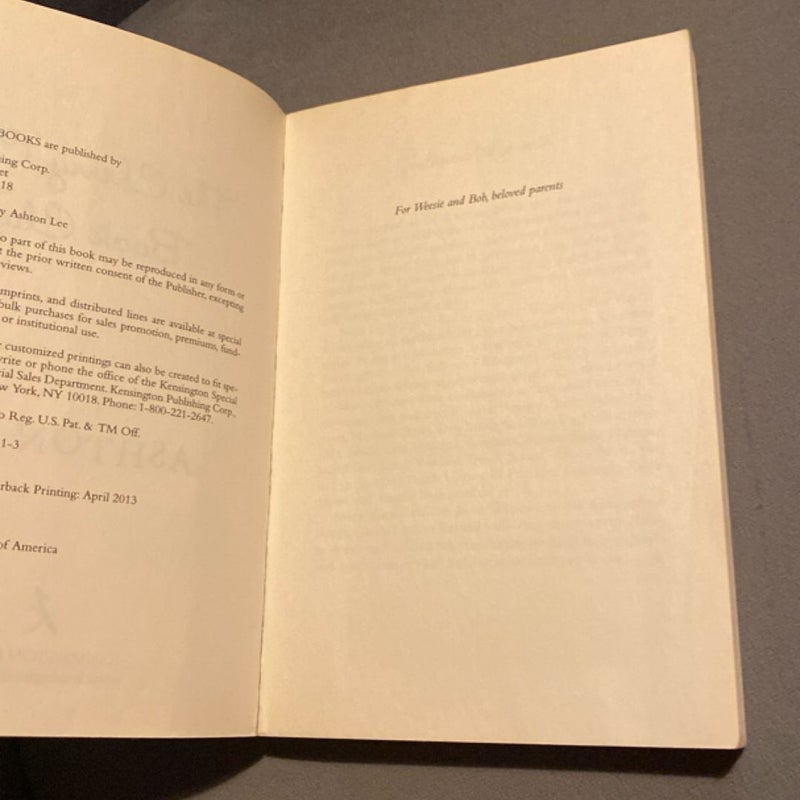 BOOKS are published by
ing Corp.
et
18
y Ashton Lee
o part of this book may be reproduced in any form or
t the prior written consent of the Publisher, excepting
views.
mprints, and distributed lines are available at special
bulk purchases for sales promotion, premiums, fund-
or institutional use.
r customized printings can also be created to fit spe-
write or phone the office of the Kensington Special
ial Sales Department. Kensington Publishing Corp.,
w York, NY 10018. Phone: 1-800-221-2647.
o Reg. U.S. Pat. & TM Off.
1-3
rback Printing: April 2013
of America
For Weesie and Bob, beloved parents